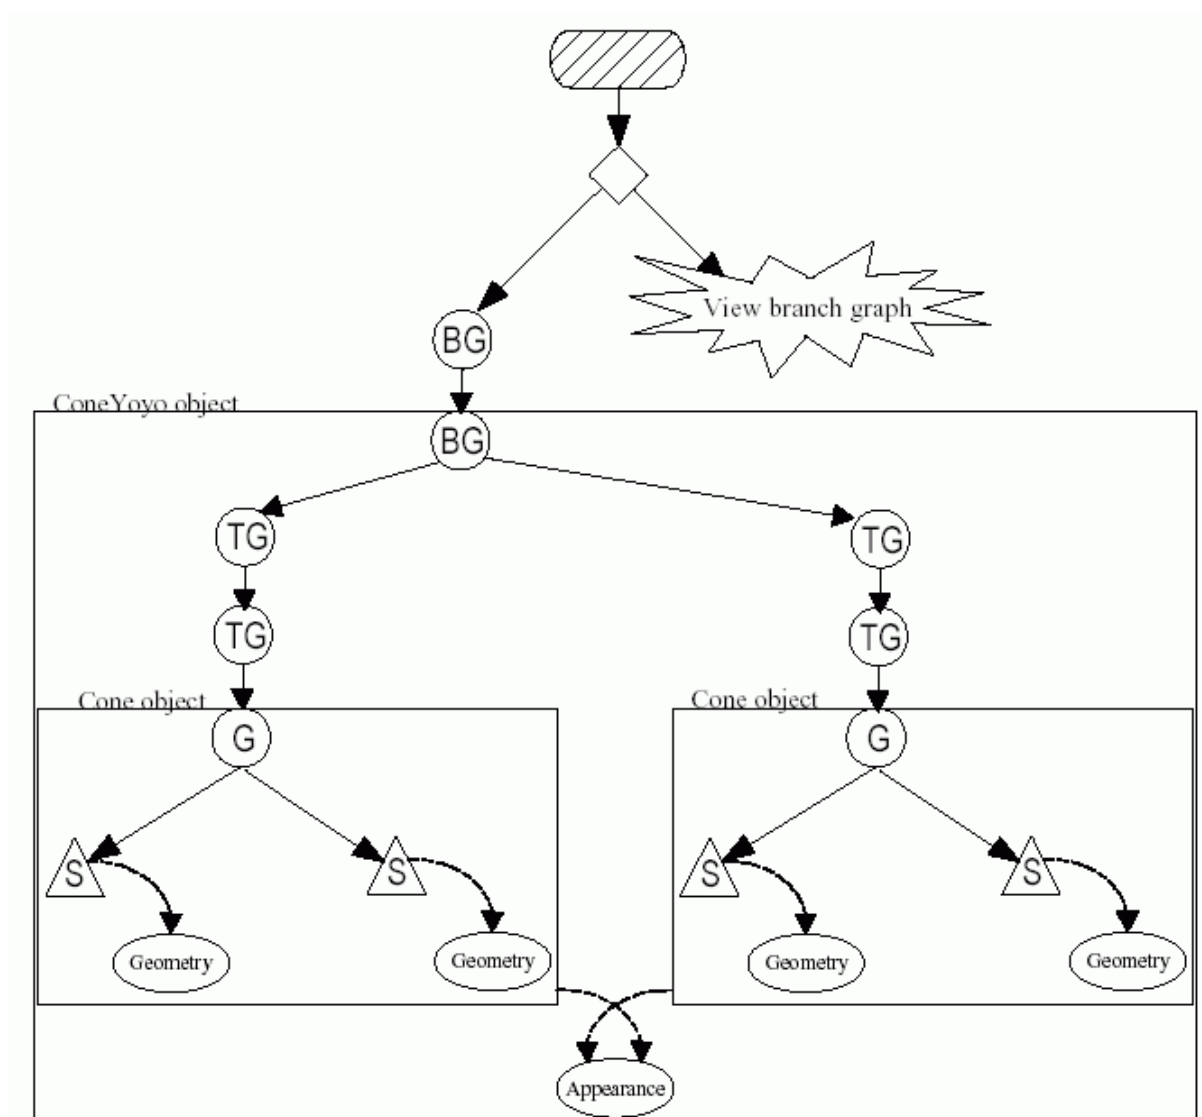 View branch graph
BG
ConeYoyo object
BG
TG
TG
TG
TG
Cone object
Cone object
G
G
S
S
S
S
Geometry
Geometry
Geometry
Geometry
Appearance